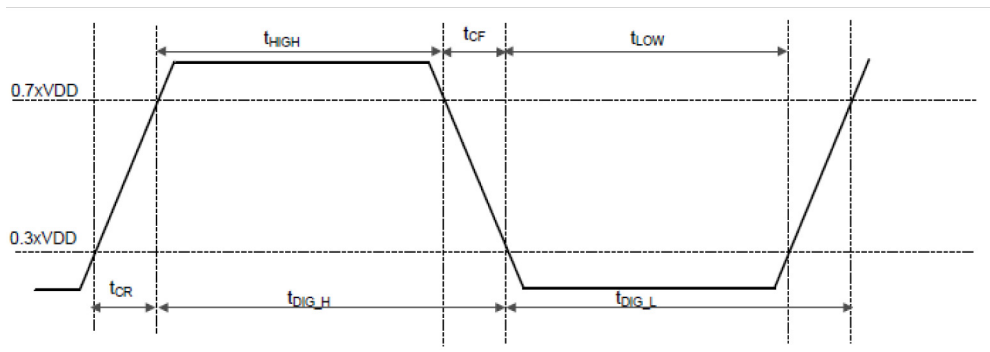 tHIGH tCF tLOW
0.7xVDD
0.3xVDD
tCR tDIG_H tDIG_L